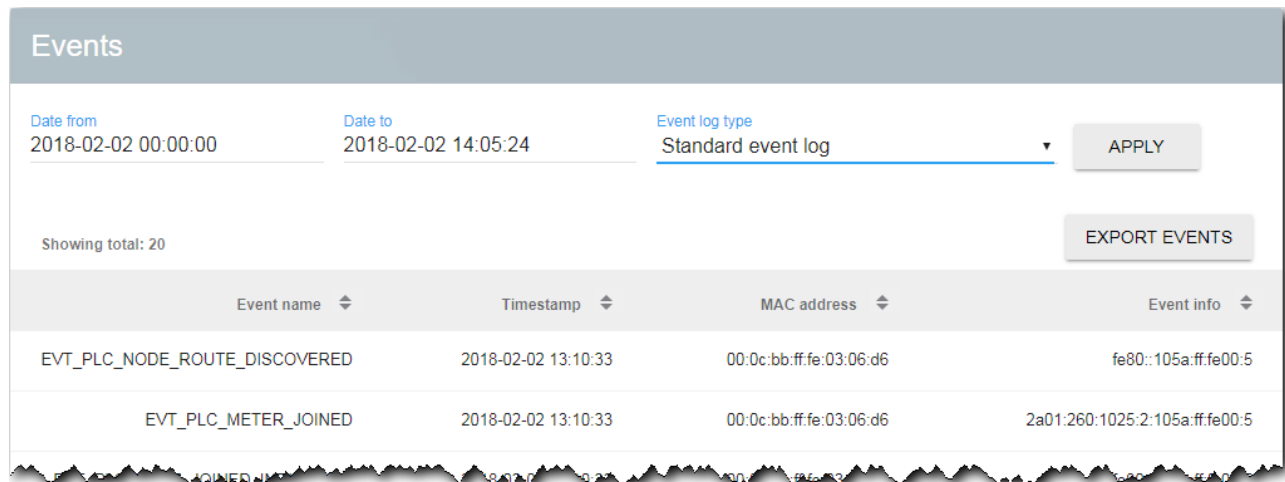 Events
Date from Date to Event log type
2018-02-02 00:00:00 2018-02-02 14:05:24 Standard event log APPLY
Showing total: 20 EXPORT EVENTS
Event name Timestamp MAC address Event info
EVT_PLC_NODE_ROUTE_DISCOVERED 2018-02-02 13:10:33 00:0c:bb:ff:fe:03:06:d6 fe80::105a:ff:fe00:5
EVT_PLC_METER_JOINED 2018-02-02 13:10:33 00:0c:bb:ff:fe:03:06:d6 2a01:260:1025:2:105a:ff:fe00:5